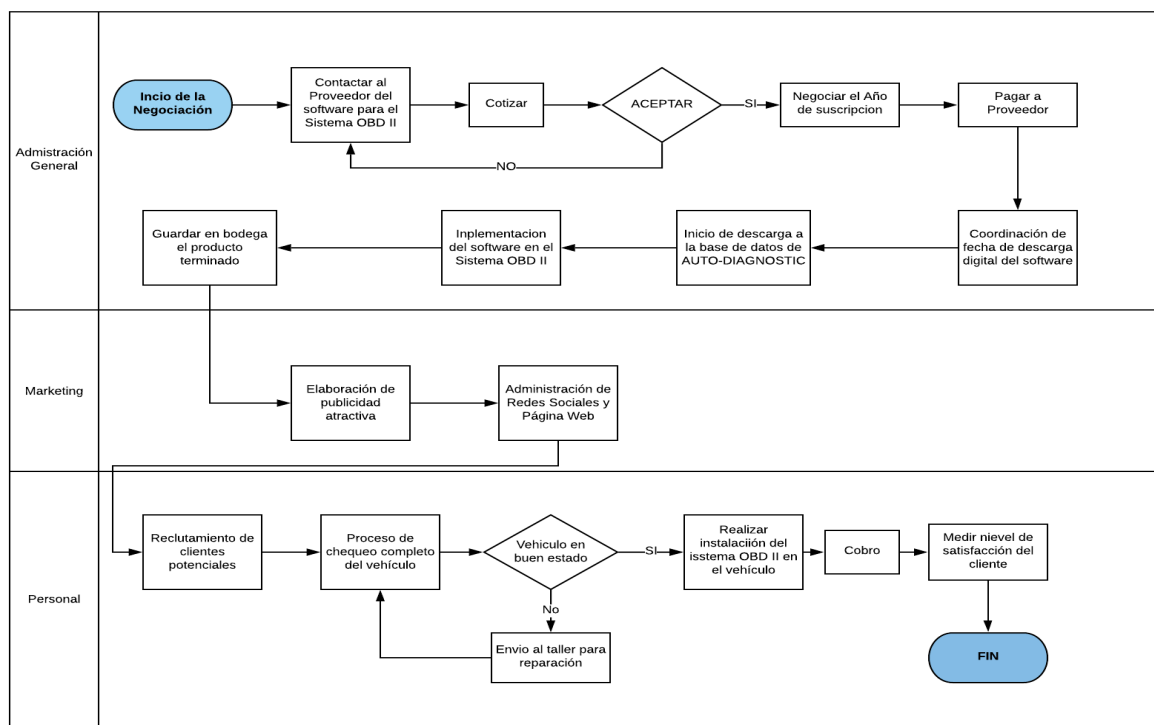 Admistración
General
Incio de la
Negociación
Contactar al
Proveedor del
software para el
Sistema OBD II
Cotizar
ACEPTAR
SI
NO
Negociar el Año
de suscripcion
Pagar a
Proveedor
Coordinación de
fecha de descarga
digital del software
Inicio de descarga a
la base de datos de
AUTO-DIAGNOSTIC
Inplementacion
del software en el
Sistema OBD II
Guardar en bodega
el producto
terminado
Marketing
Elaboración de
publicidad
atractiva
Administración de
Redes Sociales y
Página Web
Personal
Reclutamiento de
clientes
potenciales
Proceso de
chequeo completo
del vehículo
Vehiculo en
buen estado
SI
No
Envio al taller para
reparación
Realizar
instalaciión del
isstema OBD II en
el vehículo
Cobro
Medir nievel de
satisfacción del
cliente
FIN